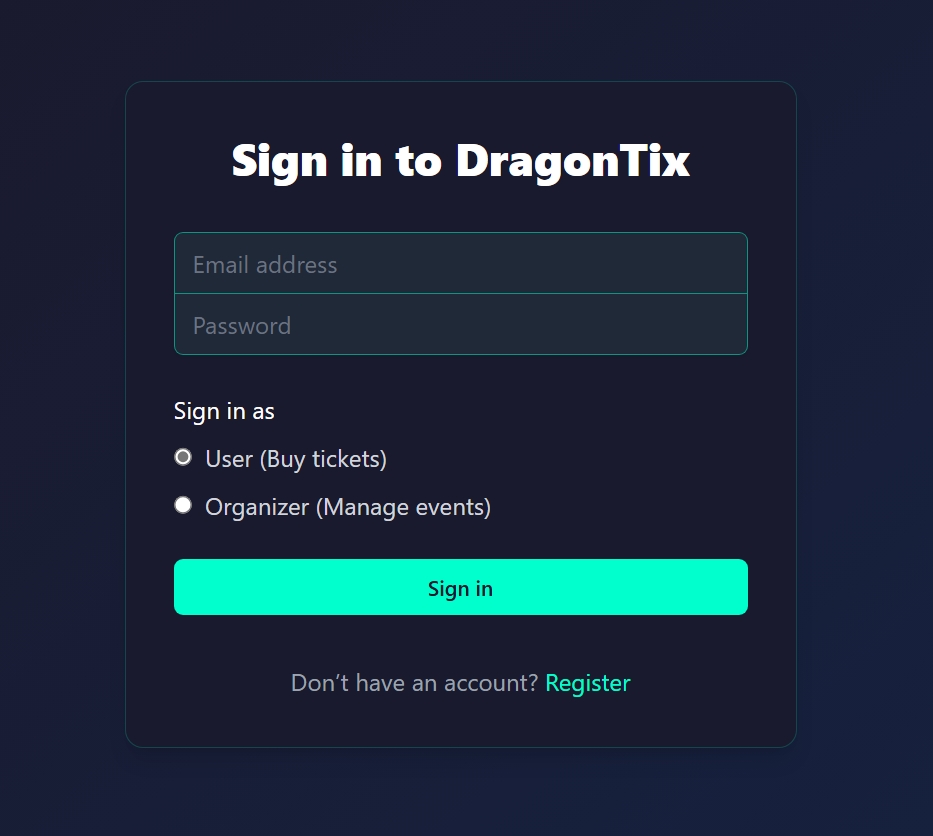 Sign in to DragonTix
Email address
Password
Sign in as
User (Buy tickets)
Organizer (Manage events)
Sign in
Don’t have an account? Register